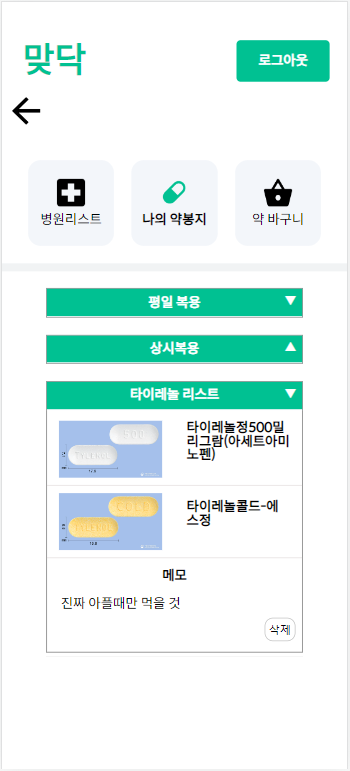 맞닥
로그아웃
병원리스트
나의 약봉지
약 바구니
평일 복용 ▼
상시복용 ▲
타이레놀 리스트 ▼
타이레놀정500밀
리그람(아세트아미
노펜)
타이레놀콜드-에
스정
메모
진짜 아플때만 먹을 것
삭제